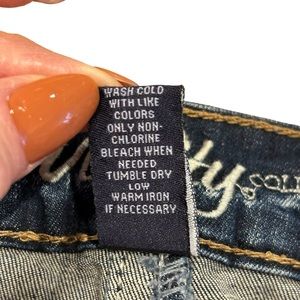 WASH COLD
WITH LIKE
COLORS
ONLY NON-
CHLORINE
BLEACH WHEN
NEEDED
TUMBLE DRY
LOW
WARM IRON
IF NECESSARY